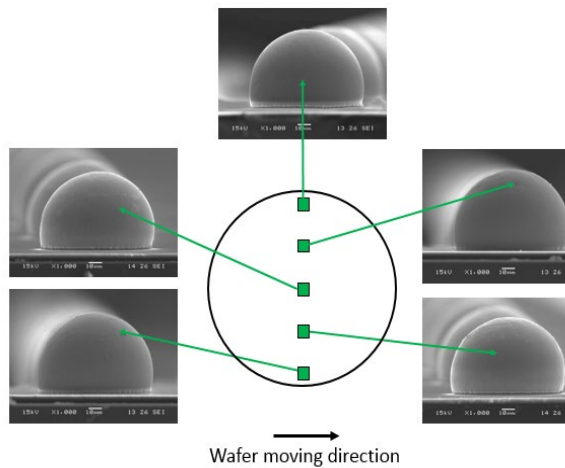 15kV X1,000 10µm 13 26 SEI
15kV X1,000 10µm 14 26 SEI
15kV X1,000 10µm 13 26
15kV X1,000 10µm 13 26 SEI
15kV X1,000 10µm 14 26
Wafer moving direction